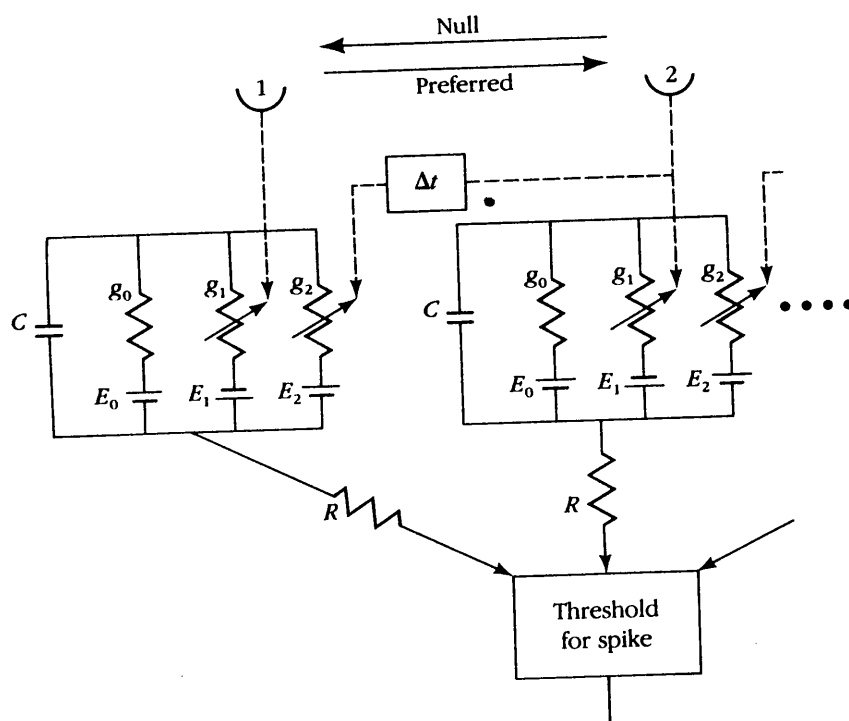 Null
Preferred
1
2
Δt
g₀
g₁
g₂
C
E₀
E₁
E₂
g₀
g₁
g₂
C
E₀
E₁
E₂
R
R
Threshold
for spike